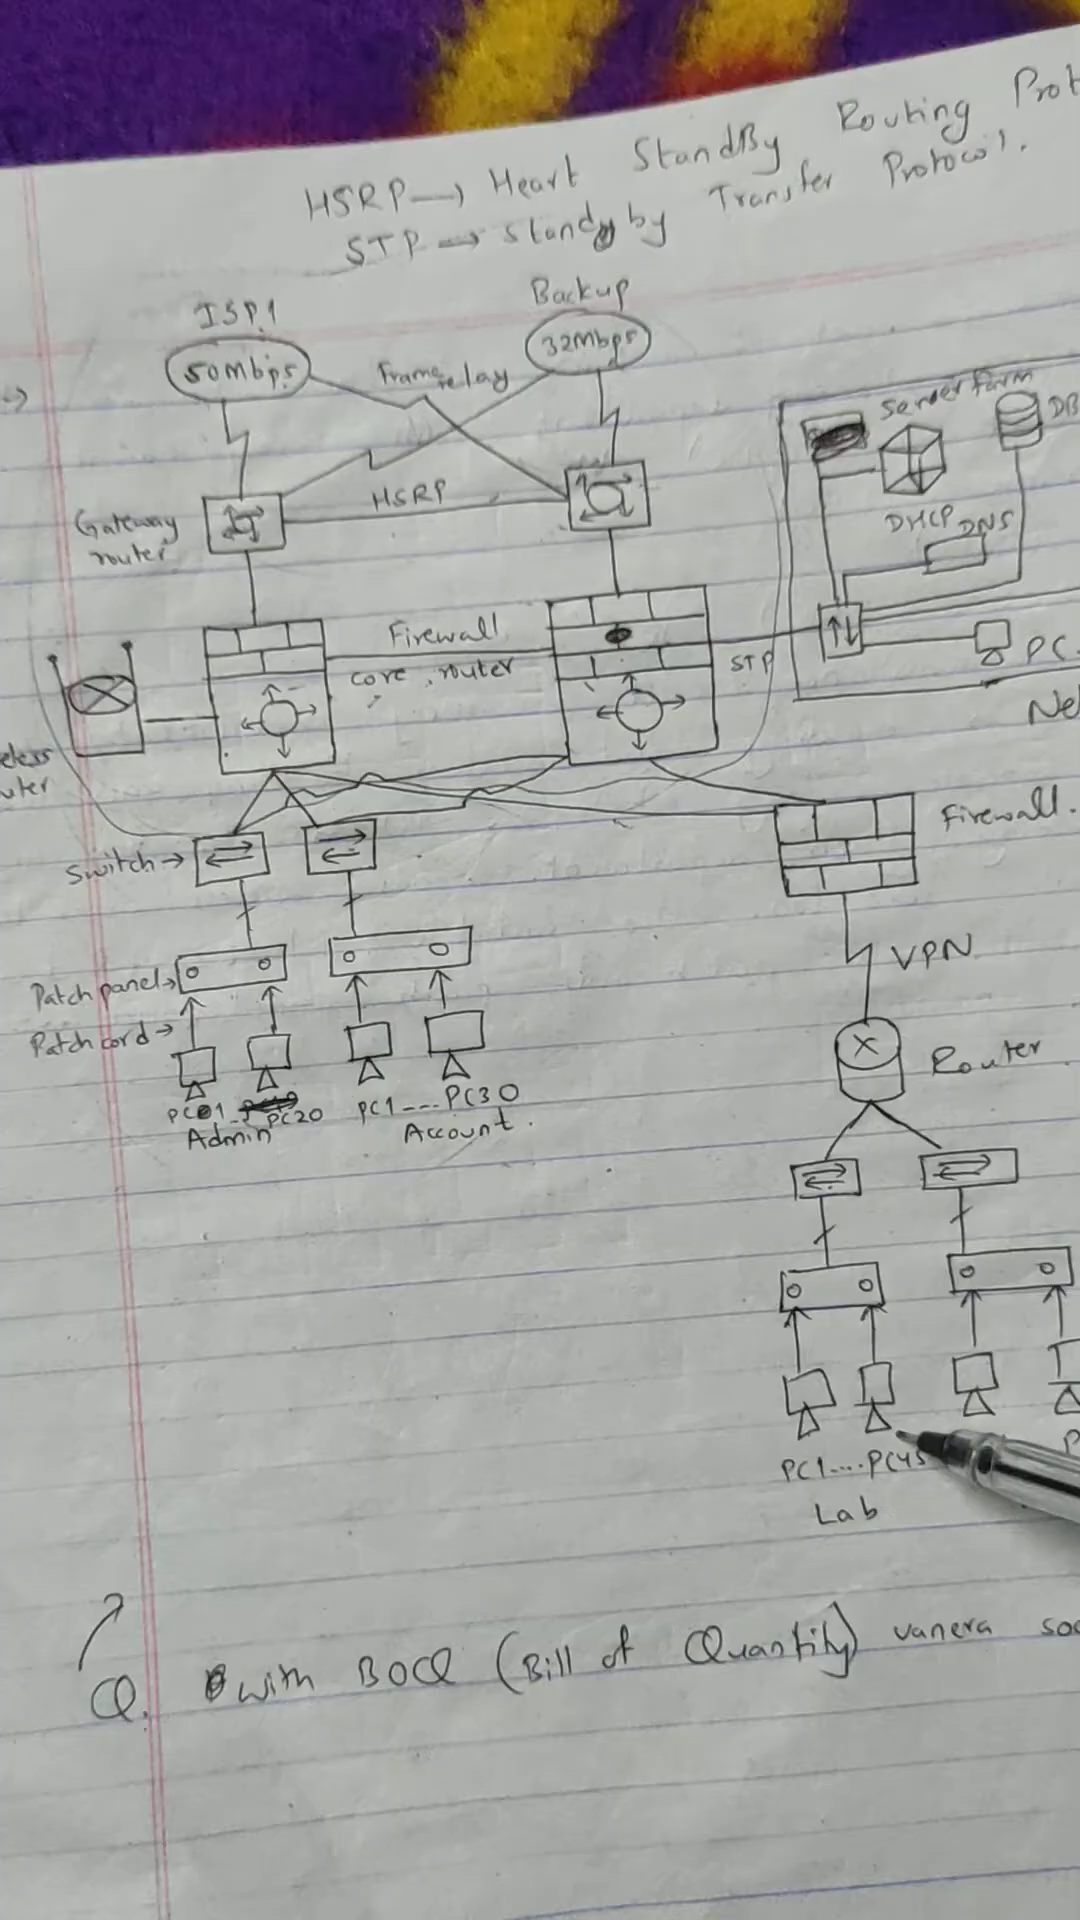 HSRP → Heart StandBy Routing Prot
STP → standby Transfer Protocol.
ISP1
Backup
50Mbps
32Mbps
Frame relay
Server Farm
DB
HSRP
Gateway router
DHCP
DNS
Firewall
core router
STP
PC
Ne
eless
uter
Firewall.
Switch →
VPN
Patch panel →
Patch cord →
Router
PC01
PC20
PC1----PC30
Admin
Account.
PC1....PC45
P
Lab
Q. with BOQ (Bill of Quantity) vanera so